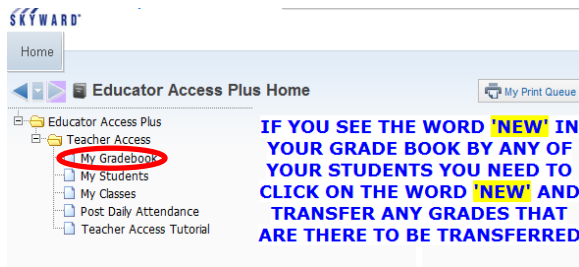 SKYWARD
Home
Educator Access Plus Home
My Print Queue
Educator Access Plus
Teacher Access
My Gradebook
My Students
My Classes
Post Daily Attendance
Teacher Access Tutorial
IF YOU SEE THE WORD 'NEW' IN
YOUR GRADE BOOK BY ANY OF
YOUR STUDENTS YOU NEED TO
CLICK ON THE WORD 'NEW' AND
TRANSFER ANY GRADES THAT
ARE THERE TO BE TRANSFERRED